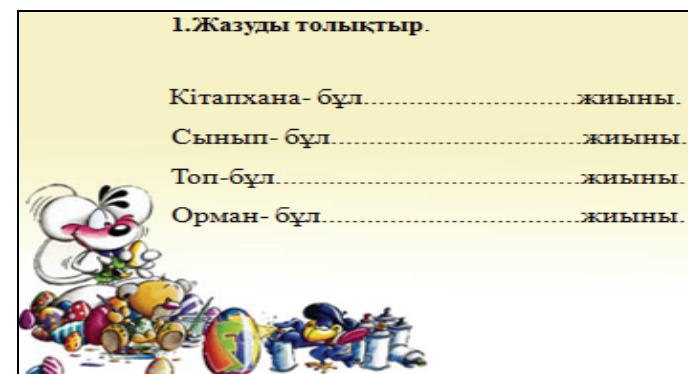 1.Жазуды толықтыр.
Кітапхана- бұл..............................жиыны.
Сынып- бұл...................................жиыны.
Топ-бұл...........................................жиыны.
Орман- бұл....................................жиыны.